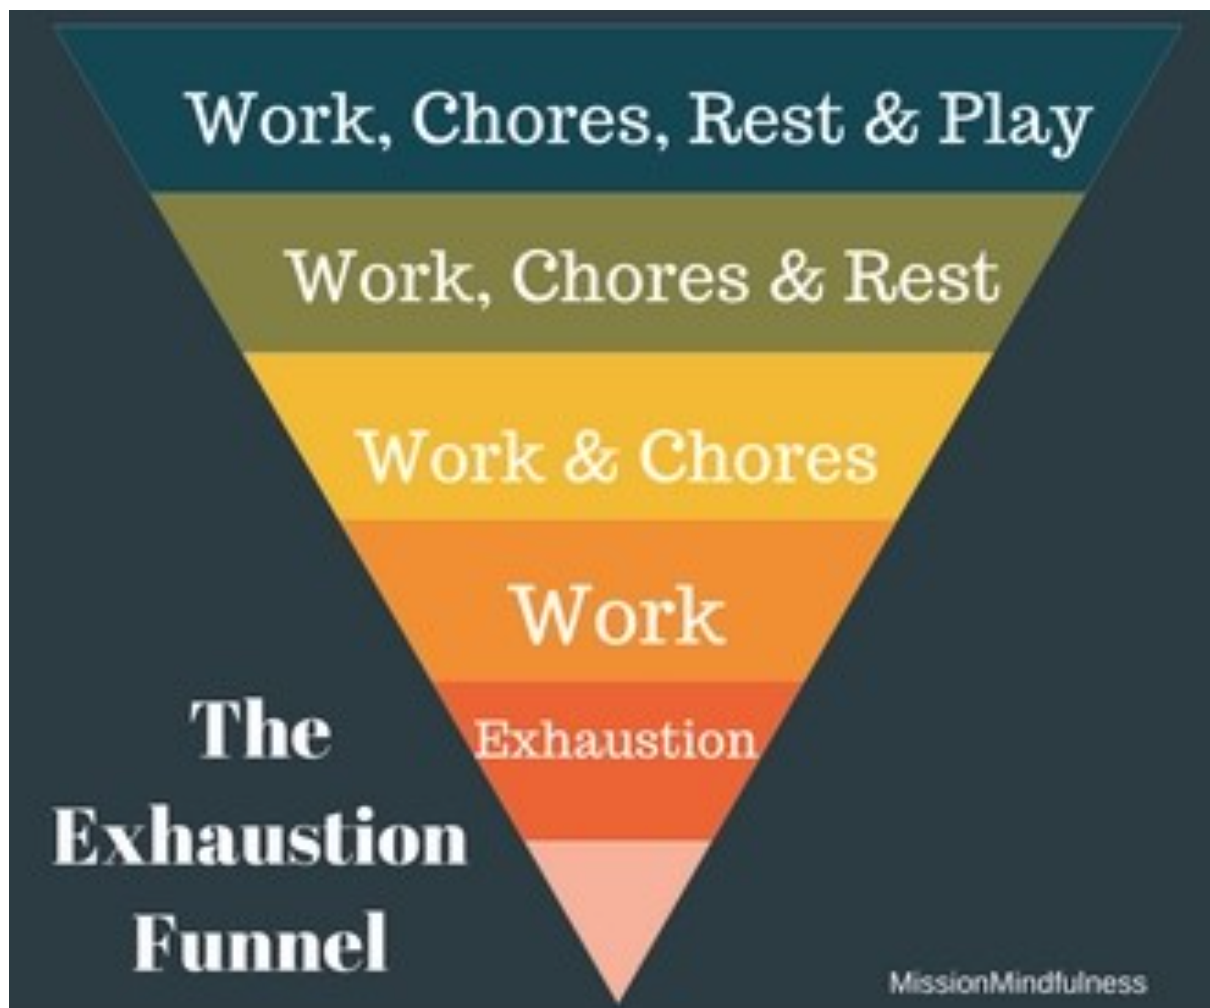 Work, Chores, Rest & Play
Work, Chores & Rest
Work & Chores
Work
Exhaustion
The
Exhaustion
Funnel
MissionMindfulness